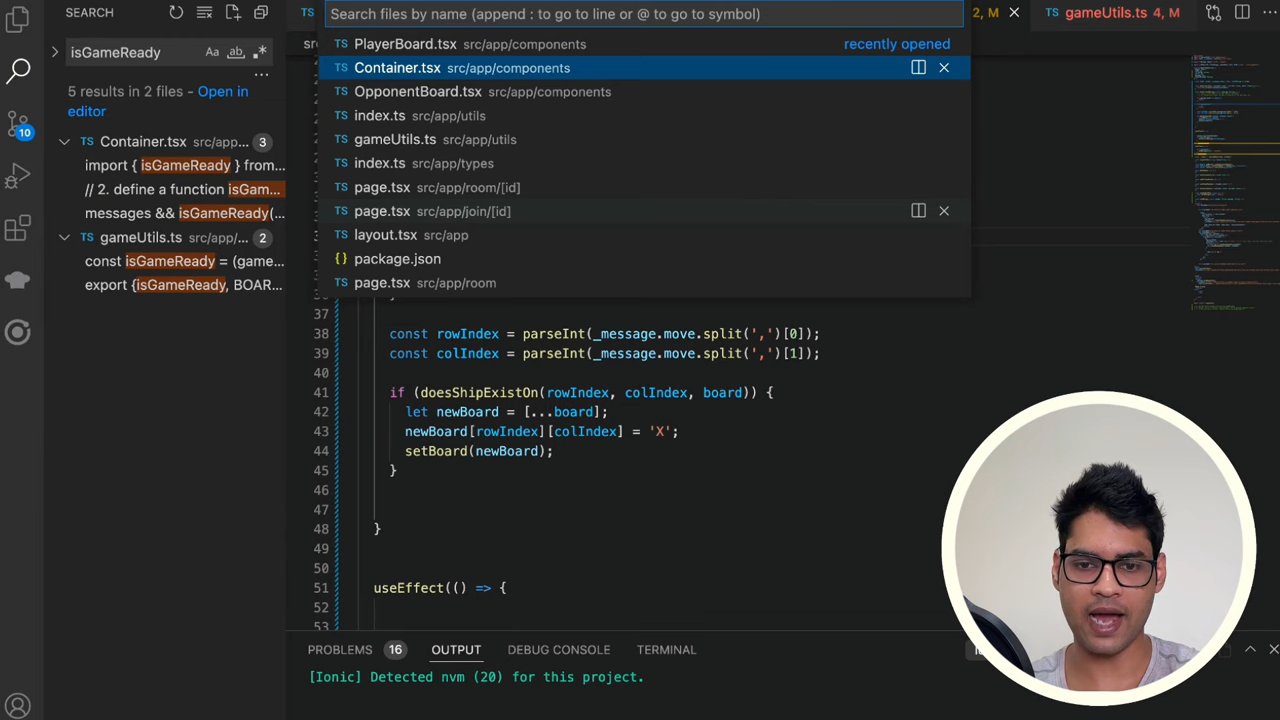 SEARCH
isGameReady
Aa
ab
.*
5 results in 2 files - Open in
editor
Container.tsx src/app... 3
import { isGameReady } from...
// 2. define a function isGam...
messages && isGameReady(...
gameUtils.ts src/app/... 2
const isGameReady = (game...
export {isGameReady, BOAR...
10
Search files by name (append : to go to line or @ to go to symbol)
TS PlayerBoard.tsx src/app/components recently opened
TS Container.tsx src/app/components
TS OpponentBoard.tsx src/app/components
TS index.ts src/app/utils
TS gameUtils.ts src/app/utils
TS index.ts src/app/types
TS page.tsx src/app/room/[id]
TS page.tsx src/app/join/[id]
TS layout.tsx src/app
{} package.json
TS page.tsx src/app/room
TS
2, M
TS gameUtils.ts 4, M
37
38 const rowIndex = parseInt(_message.move.split(',')[0]);
39 const colIndex = parseInt(_message.move.split(',')[1]);
40
41 if (doesShipExistOn(rowIndex, colIndex, board)) {
42 let newBoard = [...board];
43 newBoard[rowIndex][colIndex] = 'X';
44 setBoard(newBoard);
45 }
46
47
48 }
49
50
51 useEffect(() => {
52
53
PROBLEMS 16 OUTPUT DEBUG CONSOLE TERMINAL
[Ionic] Detected nvm (20) for this project.